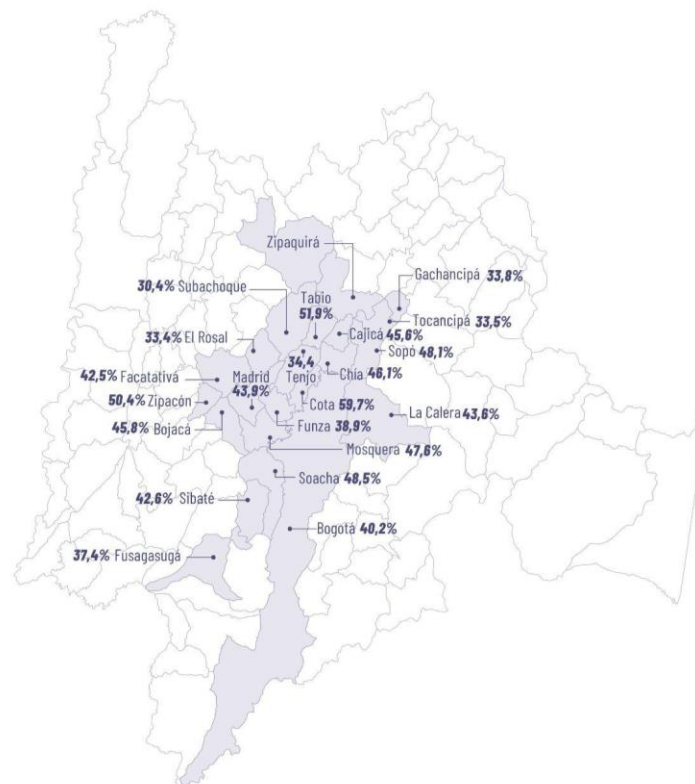 Zipaquirá
Gachancipá 33,8%
30,4% Subachoque
Tabio
51,9%
Tocancipá 33,5%
Cajicá 45,6%
33,4% El Rosal
Sopó 48,1%
34,4
Tenjo
Chía 46,1%
42,5% Facatativá
Madrid
43,9%
50,4% Zipacón
Cota 59,7%
La Calera 43,6%
45,8% Bojacá
Funza 38,9%
Mosquera 47,6%
Soacha 48,5%
42,6% Sibaté
Bogotá 40,2%
37,4% Fusagasugá